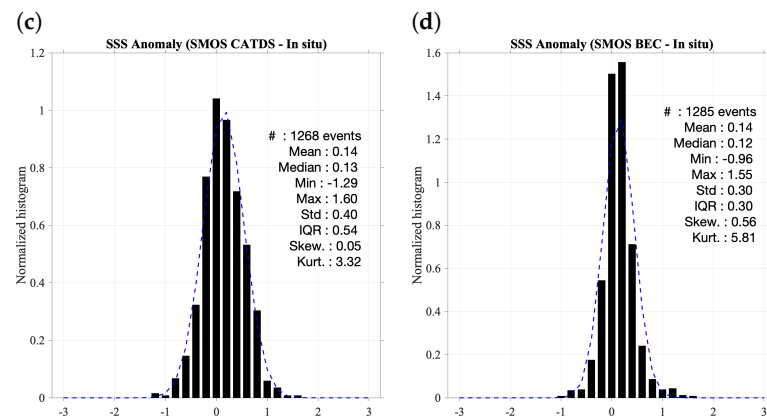 (c)
SSS Anomaly (SMOS CATDS - In situ)
Normalized histogram
1.2
1
0.8
0.6
0.4
0.2
0
-3
-2
-1
0
1
2
3
# : 1268 events
Mean : 0.14
Median : 0.13
Min : -1.29
Max : 1.60
Std : 0.40
IQR : 0.54
Skew. : 0.05
Kurt. : 3.32
(d)
SSS Anomaly (SMOS BEC - In situ)
Normalized histogram
1.6
1.4
1.2
1
0.8
0.6
0.4
0.2
0
-3
-2
-1
0
1
2
3
# : 1285 events
Mean : 0.14
Median : 0.12
Min : -0.96
Max : 1.55
Std : 0.30
IQR : 0.30
Skew. : 0.56
Kurt. : 5.81